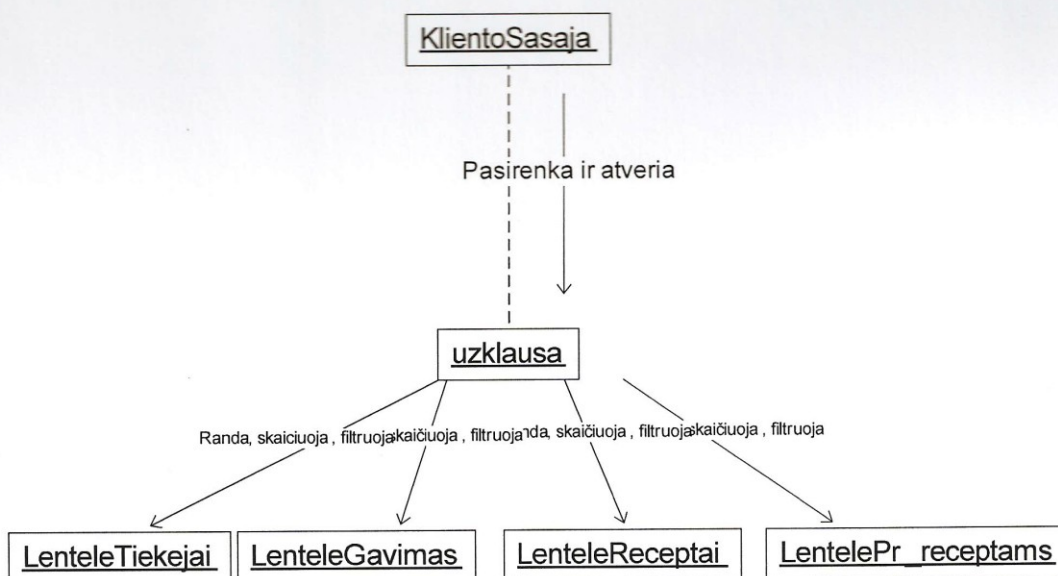 KlientoSasaja
Pasirenka ir atveria
uzklausa
Randa, skaiciuoja , filtruoja
skaičiuoja , filtruoja
skaičiuoja , filtruoja
skaičiuoja , filtruoja
LenteleTiekejai
LenteleGavimas
LenteleReceptai
LentelePr_receptams